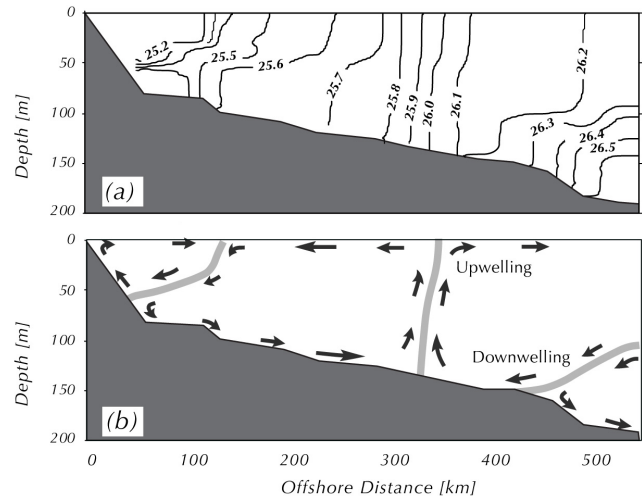 0
50
100
150
200
Depth [m]
25.2
25.5
25.6
25.7
25.8
25.9
26.0
26.1
26.2
26.3
26.4
26.5
(a)
0
50
100
150
200
Depth [m]
Upwelling
Downwelling
(b)
0 100 200 300 400 500
Offshore Distance [km]